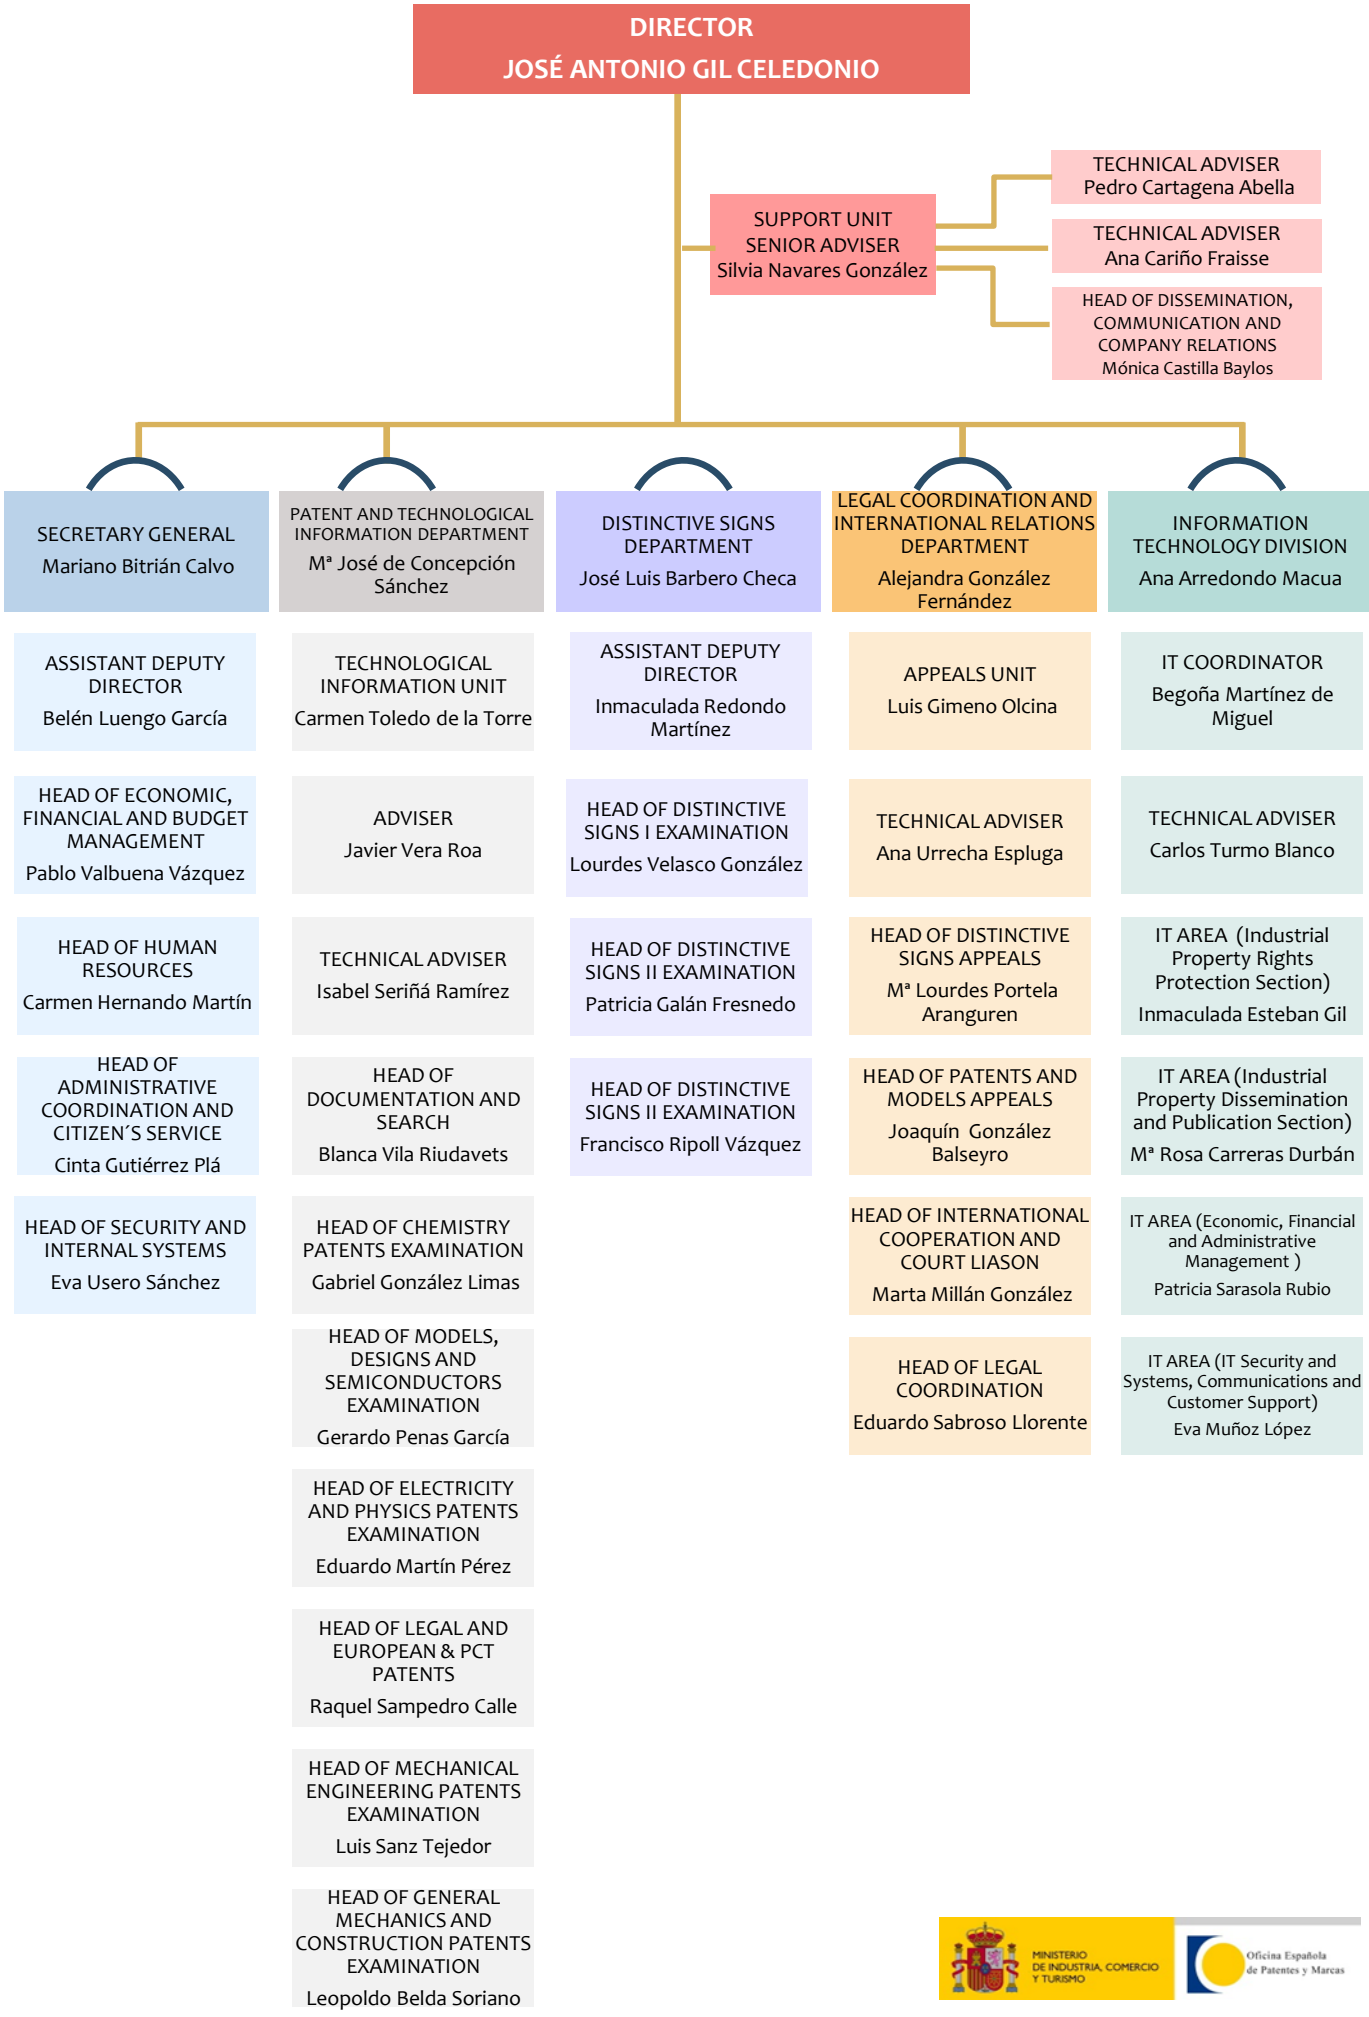 DIRECTOR
JOSÉ ANTONIO GIL CELEDONIO
TECHNICAL ADVISER
Pedro Cartagena Abella
SUPPORT UNIT
SENIOR ADVISER
Silvia Navares González
TECHNICAL ADVISER
Ana Cariño Fraisse
HEAD OF DISSEMINATION,
COMMUNICATION AND
COMPANY RELATIONS
Mónica Castilla Baylos
SECRETARY GENERAL
Mariano Bitrián Calvo
PATENT AND TECHNOLOGICAL
INFORMATION DEPARTMENT
Mª José de Concepción
Sánchez
DISTINCTIVE SIGNS
DEPARTMENT
José Luis Barbero Checa
LEGAL COORDINATION AND
INTERNATIONAL RELATIONS
DEPARTMENT
Alejandra González
Fernández
INFORMATION
TECHNOLOGY DIVISION
Ana Arredondo Macua
ASSISTANT DEPUTY
DIRECTOR
Belén Luengo García
TECHNOLOGICAL
INFORMATION UNIT
Carmen Toledo de la Torre
ASSISTANT DEPUTY
DIRECTOR
Inmaculada Redondo
Martínez
APPEALS UNIT
Luis Gimeno Olcina
IT COORDINATOR
Begoña Martínez de
Miguel
HEAD OF ECONOMIC,
FINANCIAL AND BUDGET
MANAGEMENT
Pablo Valbuena Vázquez
ADVISER
Javier Vera Roa
HEAD OF DISTINCTIVE
SIGNS I EXAMINATION
Lourdes Velasco González
TECHNICAL ADVISER
Ana Urrecha Espluga
TECHNICAL ADVISER
Carlos Turmo Blanco
HEAD OF HUMAN
RESOURCES
Carmen Hernando Martín
TECHNICAL ADVISER
Isabel Seriñá Ramírez
HEAD OF DISTINCTIVE
SIGNS II EXAMINATION
Patricia Galán Fresnedo
HEAD OF DISTINCTIVE
SIGNS APPEALS
Mª Lourdes Portela
Aranguren
IT AREA (Industrial
Property Rights
Protection Section)
Inmaculada Esteban Gil
HEAD OF
ADMINISTRATIVE
COORDINATION AND
CITIZEN´S SERVICE
Cinta Gutiérrez Plá
HEAD OF
DOCUMENTATION AND
SEARCH
Blanca Vila Riudavets
HEAD OF DISTINCTIVE
SIGNS II EXAMINATION
Francisco Ripoll Vázquez
HEAD OF PATENTS AND
MODELS APPEALS
Joaquín González
Balseyro
IT AREA (Industrial
Property Dissemination
and Publication Section)
Mª Rosa Carreras Durbán
HEAD OF SECURITY AND
INTERNAL SYSTEMS
Eva Usero Sánchez
HEAD OF CHEMISTRY
PATENTS EXAMINATION
Gabriel González Limas
HEAD OF INTERNATIONAL
COOPERATION AND
COURT LIASON
Marta Millán González
IT AREA (Economic, Financial
and Administrative
Management )
Patricia Sarasola Rubio
HEAD OF MODELS,
DESIGNS AND
SEMICONDUCTORS
EXAMINATION
Gerardo Penas García
HEAD OF LEGAL
COORDINATION
Eduardo Sabroso Llorente
IT AREA (IT Security and
Systems, Communications and
Customer Support)
Eva Muñoz López
HEAD OF ELECTRICITY
AND PHYSICS PATENTS
EXAMINATION
Eduardo Martín Pérez
HEAD OF LEGAL AND
EUROPEAN & PCT
PATENTS
Raquel Sampedro Calle
HEAD OF MECHANICAL
ENGINEERING PATENTS
EXAMINATION
Luis Sanz Tejedor
HEAD OF GENERAL
MECHANICS AND
CONSTRUCTION PATENTS
EXAMINATION
Leopoldo Belda Soriano
MINISTERIO
DE INDUSTRIA, COMERCIO
Y TURISMO
Oficina Española
de Patentes y Marcas